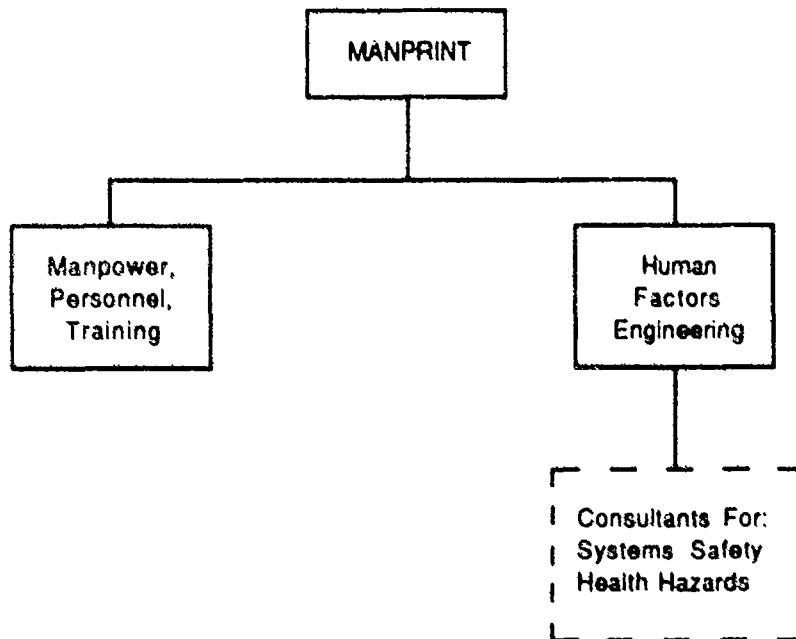 MANPRINT
Manpower,
Personnel,
Training
Human
Factors
Engineering
Consultants For:
Systems Safety
Health Hazards